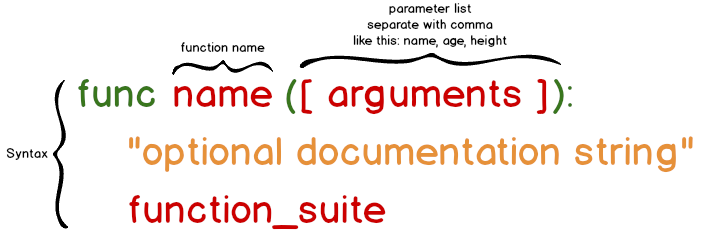 parameter list
separate with comma
like this: name, age, height
function name
func name ([ arguments ]):
Syntax
"optional documentation string"
function_suite